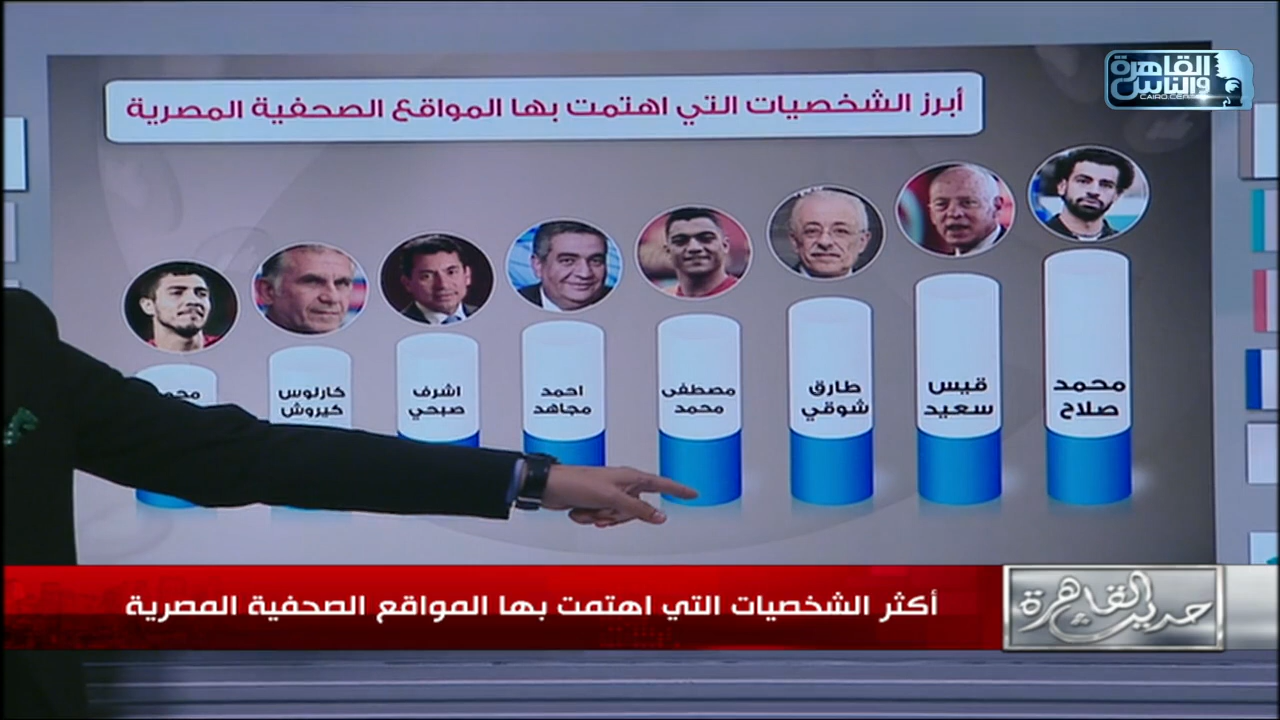 القاهرة
والناس
أبرز الشخصيات التي اهتمت بها المواقع الصحفية المصرية
محمد
صلاح
قيس
سعيد
طارق
شوقي
مصطفى
محمد
احمد
مجاهد
اشرف
صبحي
كارلوس
كيروش
أكثر الشخصيات التي اهتمت بها المواقع الصحفية المصرية
حديث القاهرة